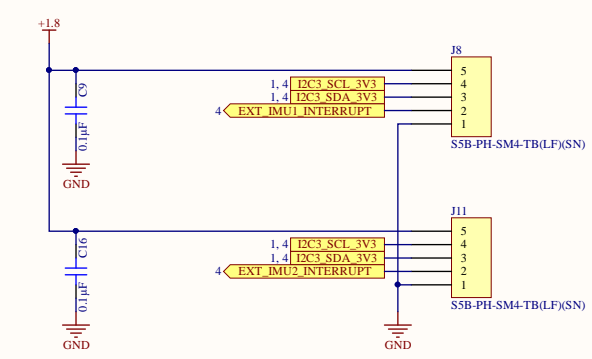 +1.8
J8
C9
0.1µF
GND
1, 4 I2C3_SCL_3V3
1, 4 I2C3_SDA_3V3
4 EXT_IMU1_INTERRUPT
5
4
3
2
1
S5B-PH-SM4-TB(LF)(SN)
J11
C16
0.1µF
GND
1, 4 I2C3_SCL_3V3
1, 4 I2C3_SDA_3V3
4 EXT_IMU2_INTERRUPT
5
4
3
2
1
S5B-PH-SM4-TB(LF)(SN)
GND